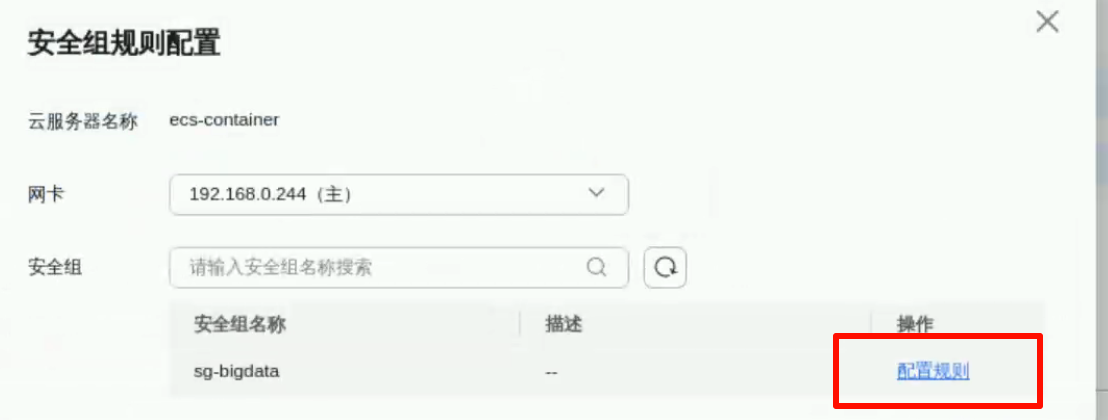 安全组规则配置
云服务器名称 ecs-container
网卡 192.168.0.244（主）
安全组 请输入安全组名称搜索
安全组名称 描述 操作
sg-bigdata -- 配置规则